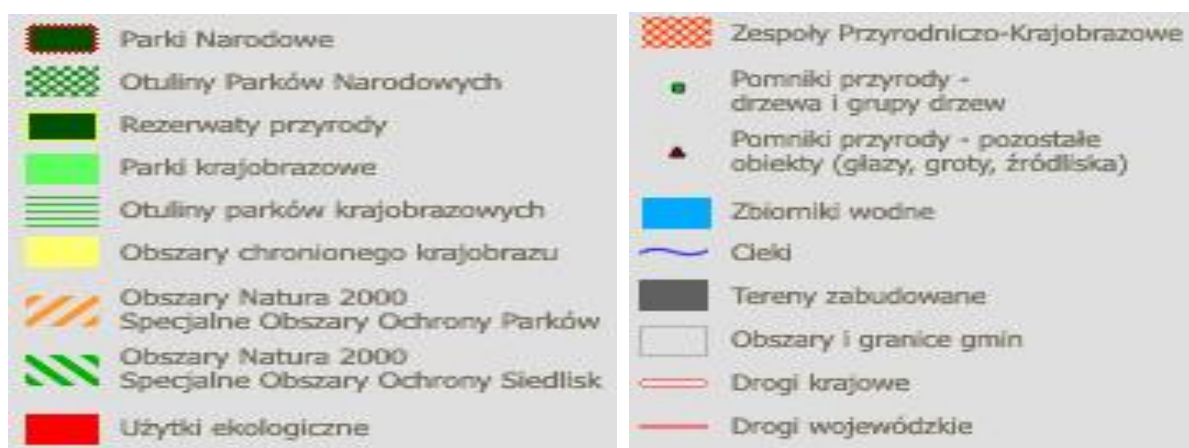 Parki Narodowe
Otuliny Parków Narodowych
Rezerwaty przyrody
Parki krajobrazowe
Otuliny parków krajobrazowych
Obszary chronionego krajobrazu
Obszary Natura 2000
Specjalne Obszary Ochrony Parków
Obszary Natura 2000
Specjalne Obszary Ochrony Siedlisk
Użytki ekologiczne
Zespoły Przyrodniczo-Krajobrazowe
Pomniki przyrody -
drzewa i grupy drzew
Pomniki przyrody - pozostałe
obiekty (głazy, groty, źródliska)
Zbiorniki wodne
Cieki
Tereny zabudowane
Obszary i granice gmin
Drogi krajowe
Drogi wojewódzkie